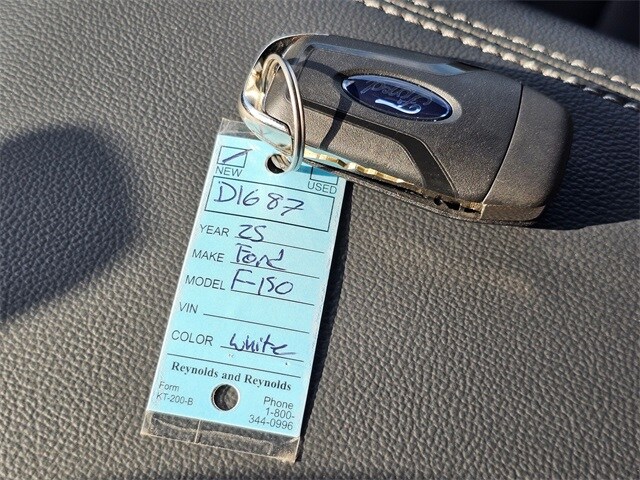 Ford
NEW
USED
D1687
YEAR 25
MAKE Ford
MODEL F-150
VIN
COLOR white
Reynolds and Reynolds
Form
KT-200-B
Phone
1-800-
344-0996